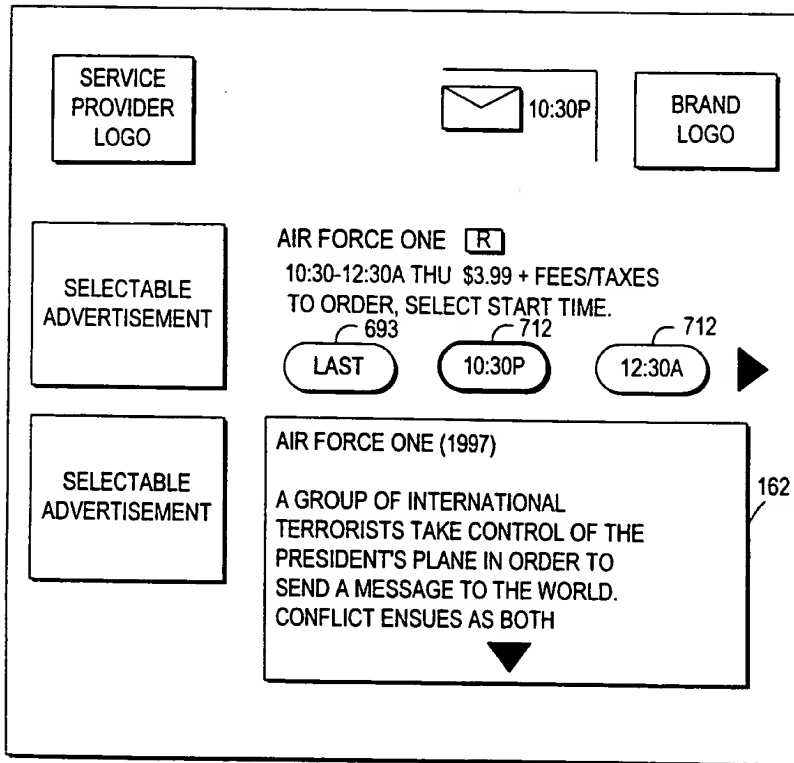 SERVICE
PROVIDER
LOGO
10:30P
BRAND
LOGO
SELECTABLE
ADVERTISEMENT
AIR FORCE ONE R
10:30-12:30A THU $3.99 + FEES/TAXES
TO ORDER, SELECT START TIME.
693 712 712
LAST 10:30P 12:30A
SELECTABLE
ADVERTISEMENT
AIR FORCE ONE (1997)
A GROUP OF INTERNATIONAL
TERRORISTS TAKE CONTROL OF THE
PRESIDENT'S PLANE IN ORDER TO
SEND A MESSAGE TO THE WORLD.
CONFLICT ENSUES AS BOTH
162